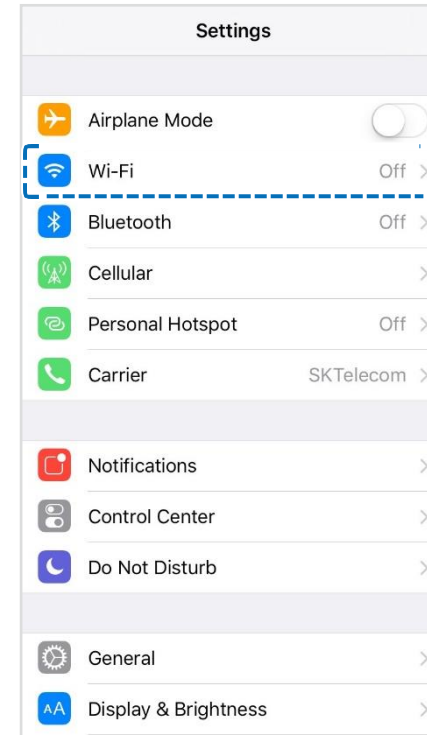 Settings
Airplane Mode
Wi-Fi Off
Bluetooth Off
Cellular
Personal Hotspot Off
Carrier SKTelecom
Notifications
Control Center
Do Not Disturb
General
AA Display & Brightness